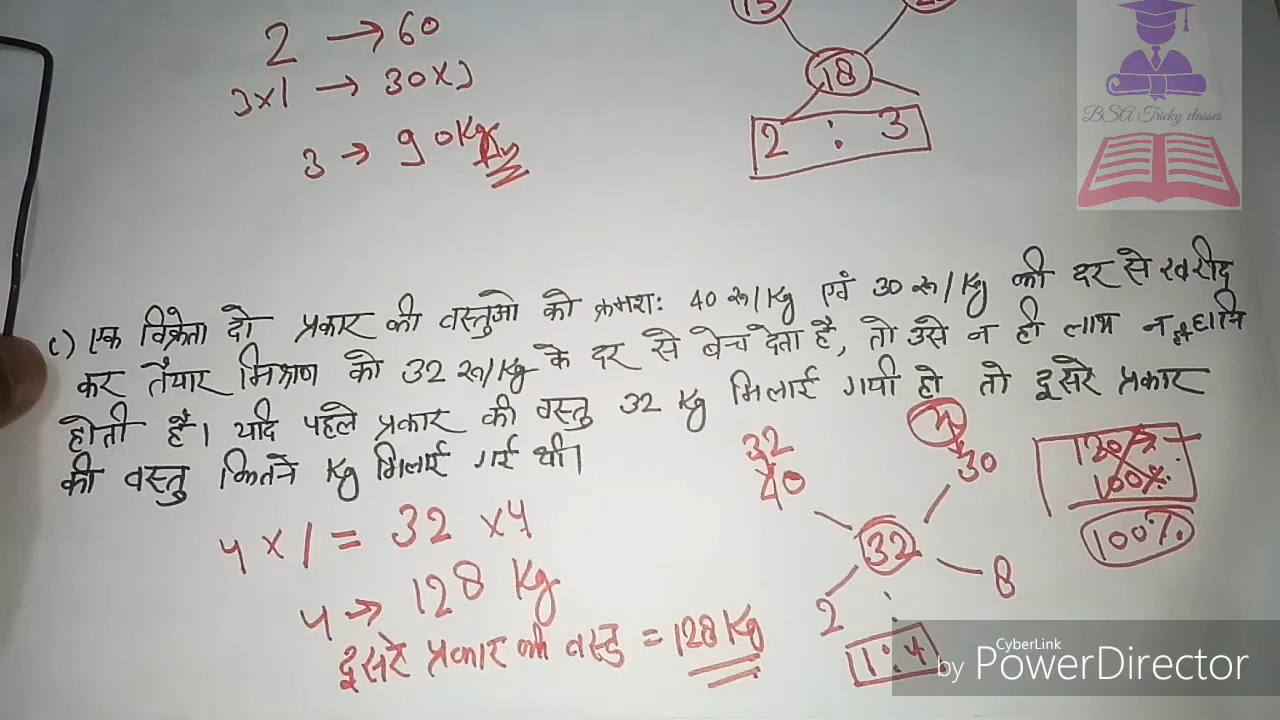 2 → 60
3×1 → 30×3
3 → 90Kg
18
2 : 3
BSA Tricky classes
c) एक विक्रेता दो प्रकार की वस्तुओ को क्रमशः 40 रू/Kg एवं 30 रू/Kg की दर से खरीद
कर तैयार मिश्रण को 32 रू/Kg के दर से बेच देता है, तो उसे न ही लाभ न ही हानि
होती है। यदि पहले प्रकार की वस्तु 32 Kg मिलाई गयी हो तो दूसरे प्रकार
की वस्तु कितने Kg मिलाई गई थी।
32
40 30
32
2 : 8
1:4
100%
4 × 1 = 32 × 4
4 → 128 Kg
दूसरे प्रकार की वस्तु = 128 Kg
CyberLink
by PowerDirector